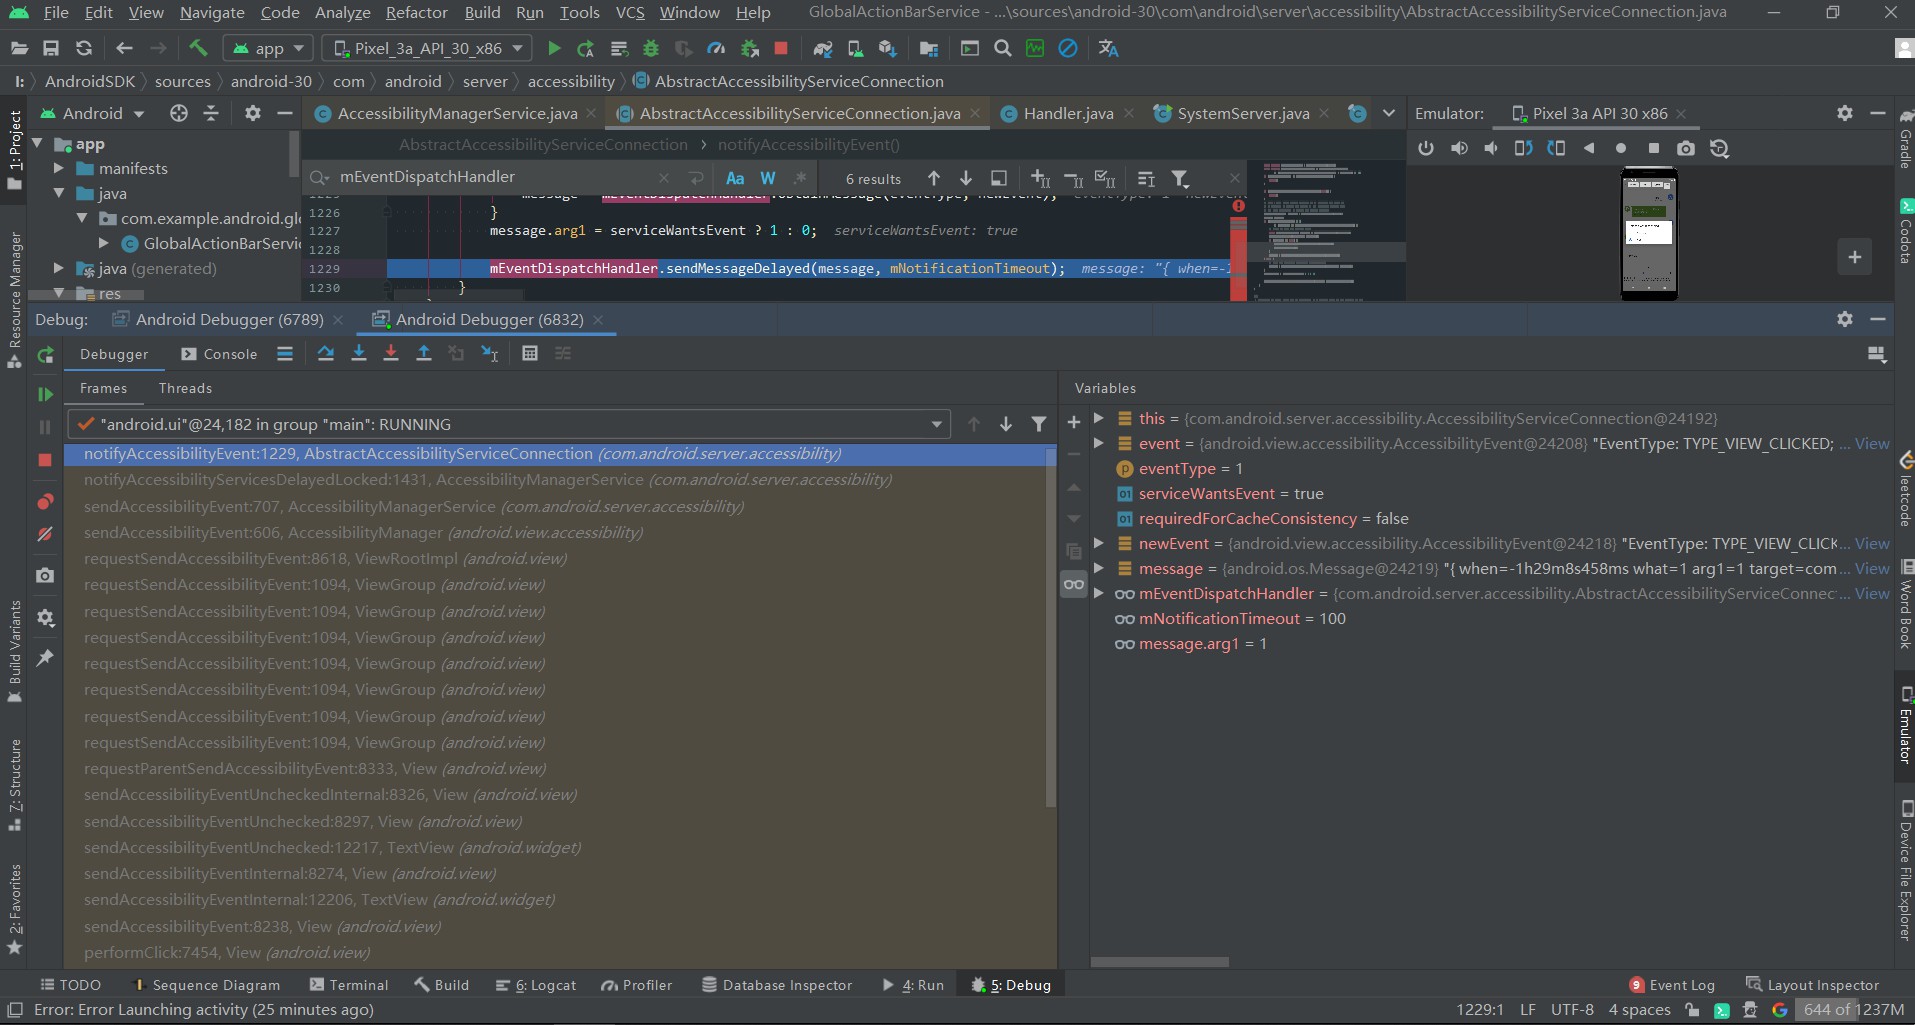 File Edit View Navigate Code Analyze Refactor Build Run Tools VCS Window Help GlobalActionBarService - ...\sources\android-30\com\android\server\accessibility\AbstractAccessibilityServiceConnection.java
app Pixel_3a_API_30_x86
I: AndroidSDK sources android-30 com android server accessibility AbstractAccessibilityServiceConnection
Android AccessibilityManagerService.java AbstractAccessibilityServiceConnection.java Handler.java SystemServer.java Emulator: Pixel 3a API 30 x86
AbstractAccessibilityServiceConnection › notifyAccessibilityEvent()
mEventDispatchHandler Aa W .* 6 results
app
manifests
java
com.example.android.gl
GlobalActionBarServi
java (generated)
res
1226 }
1227 message.arg1 = serviceWantsEvent ? 1 : 0; serviceWantsEvent: true
1228
1229 mEventDispatchHandler.sendMessageDelayed(message, mNotificationTimeout); message: "{ when=-1
1230 }
Debug: Android Debugger (6789) Android Debugger (6832)
Debugger Console
Frames Threads
"android.ui"@24,182 in group "main": RUNNING
notifyAccessibilityEvent:1229, AbstractAccessibilityServiceConnection (com.android.server.accessibility)
notifyAccessibilityServicesDelayedLocked:1431, AccessibilityManagerService (com.android.server.accessibility)
sendAccessibilityEvent:707, AccessibilityManagerService (com.android.server.accessibility)
sendAccessibilityEvent:606, AccessibilityManager (android.view.accessibility)
requestSendAccessibilityEvent:8618, ViewRootImpl (android.view)
requestSendAccessibilityEvent:1094, ViewGroup (android.view)
requestSendAccessibilityEvent:1094, ViewGroup (android.view)
requestSendAccessibilityEvent:1094, ViewGroup (android.view)
requestSendAccessibilityEvent:1094, ViewGroup (android.view)
requestSendAccessibilityEvent:1094, ViewGroup (android.view)
requestSendAccessibilityEvent:1094, ViewGroup (android.view)
requestSendAccessibilityEvent:1094, ViewGroup (android.view)
requestParentSendAccessibilityEvent:8333, View (android.view)
sendAccessibilityEventUncheckedInternal:8326, View (android.view)
sendAccessibilityEventUnchecked:8297, View (android.view)
sendAccessibilityEventUnchecked:12217, TextView (android.widget)
sendAccessibilityEventInternal:8274, View (android.view)
sendAccessibilityEventInternal:12206, TextView (android.widget)
sendAccessibilityEvent:8238, View (android.view)
performClick:7454, View (android.view)
Variables
this = {com.android.server.accessibility.AccessibilityServiceConnection@24192}
event = {android.view.accessibility.AccessibilityEvent@24208} "EventType: TYPE_VIEW_CLICKED; ... View
eventType = 1
serviceWantsEvent = true
requiredForCacheConsistency = false
newEvent = {android.view.accessibility.AccessibilityEvent@24218} "EventType: TYPE_VIEW_CLICK... View
message = {android.os.Message@24219} "{ when=-1h29m8s458ms what=1 arg1=1 target=com... View
mEventDispatchHandler = {com.android.server.accessibility.AbstractAccessibilityServiceConnec... View
mNotificationTimeout = 100
message.arg1 = 1
1: Project
Resource Manager
Build Variants
7: Structure
2: Favorites
Gradle
Codota
leetcode
Word Book
Emulator
Device File Explorer
TODO Sequence Diagram Terminal Build 6: Logcat Profiler Database Inspector 4: Run 5: Debug 9 Event Log Layout Inspector
Error: Error Launching activity (25 minutes ago) 1229:1 LF UTF-8 4 spaces 644 of 1237M